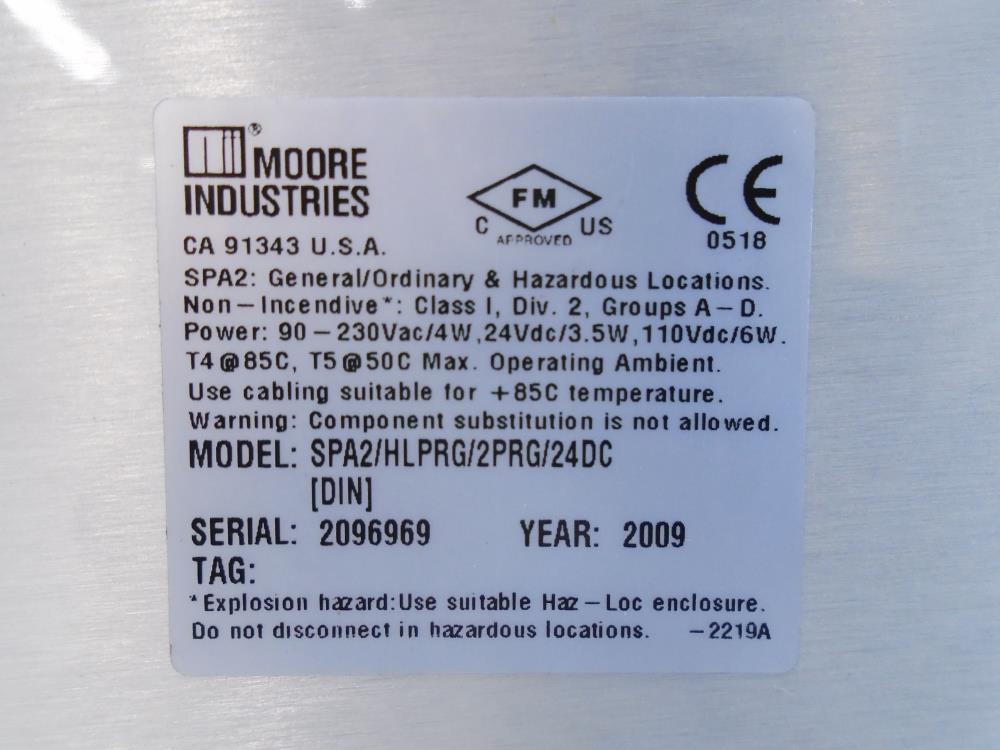 ®
MOORE
INDUSTRIES
CA 91343 U.S.A.
FM
C US
APPROVED
CE
0518
SPA2: General/Ordinary & Hazardous Locations.
Non-Incendive*: Class I, Div. 2, Groups A-D.
Power: 90-230Vac/4W,24Vdc/3.5W,110Vdc/6W.
T4@85C, T5@50C Max. Operating Ambient.
Use cabling suitable for +85C temperature.
Warning: Component substitution is not allowed.
MODEL: SPA2/HLPRG/2PRG/24DC
[DIN]
SERIAL: 2096969 YEAR: 2009
TAG:
*Explosion hazard:Use suitable Haz-Loc enclosure.
Do not disconnect in hazardous locations. -2219A